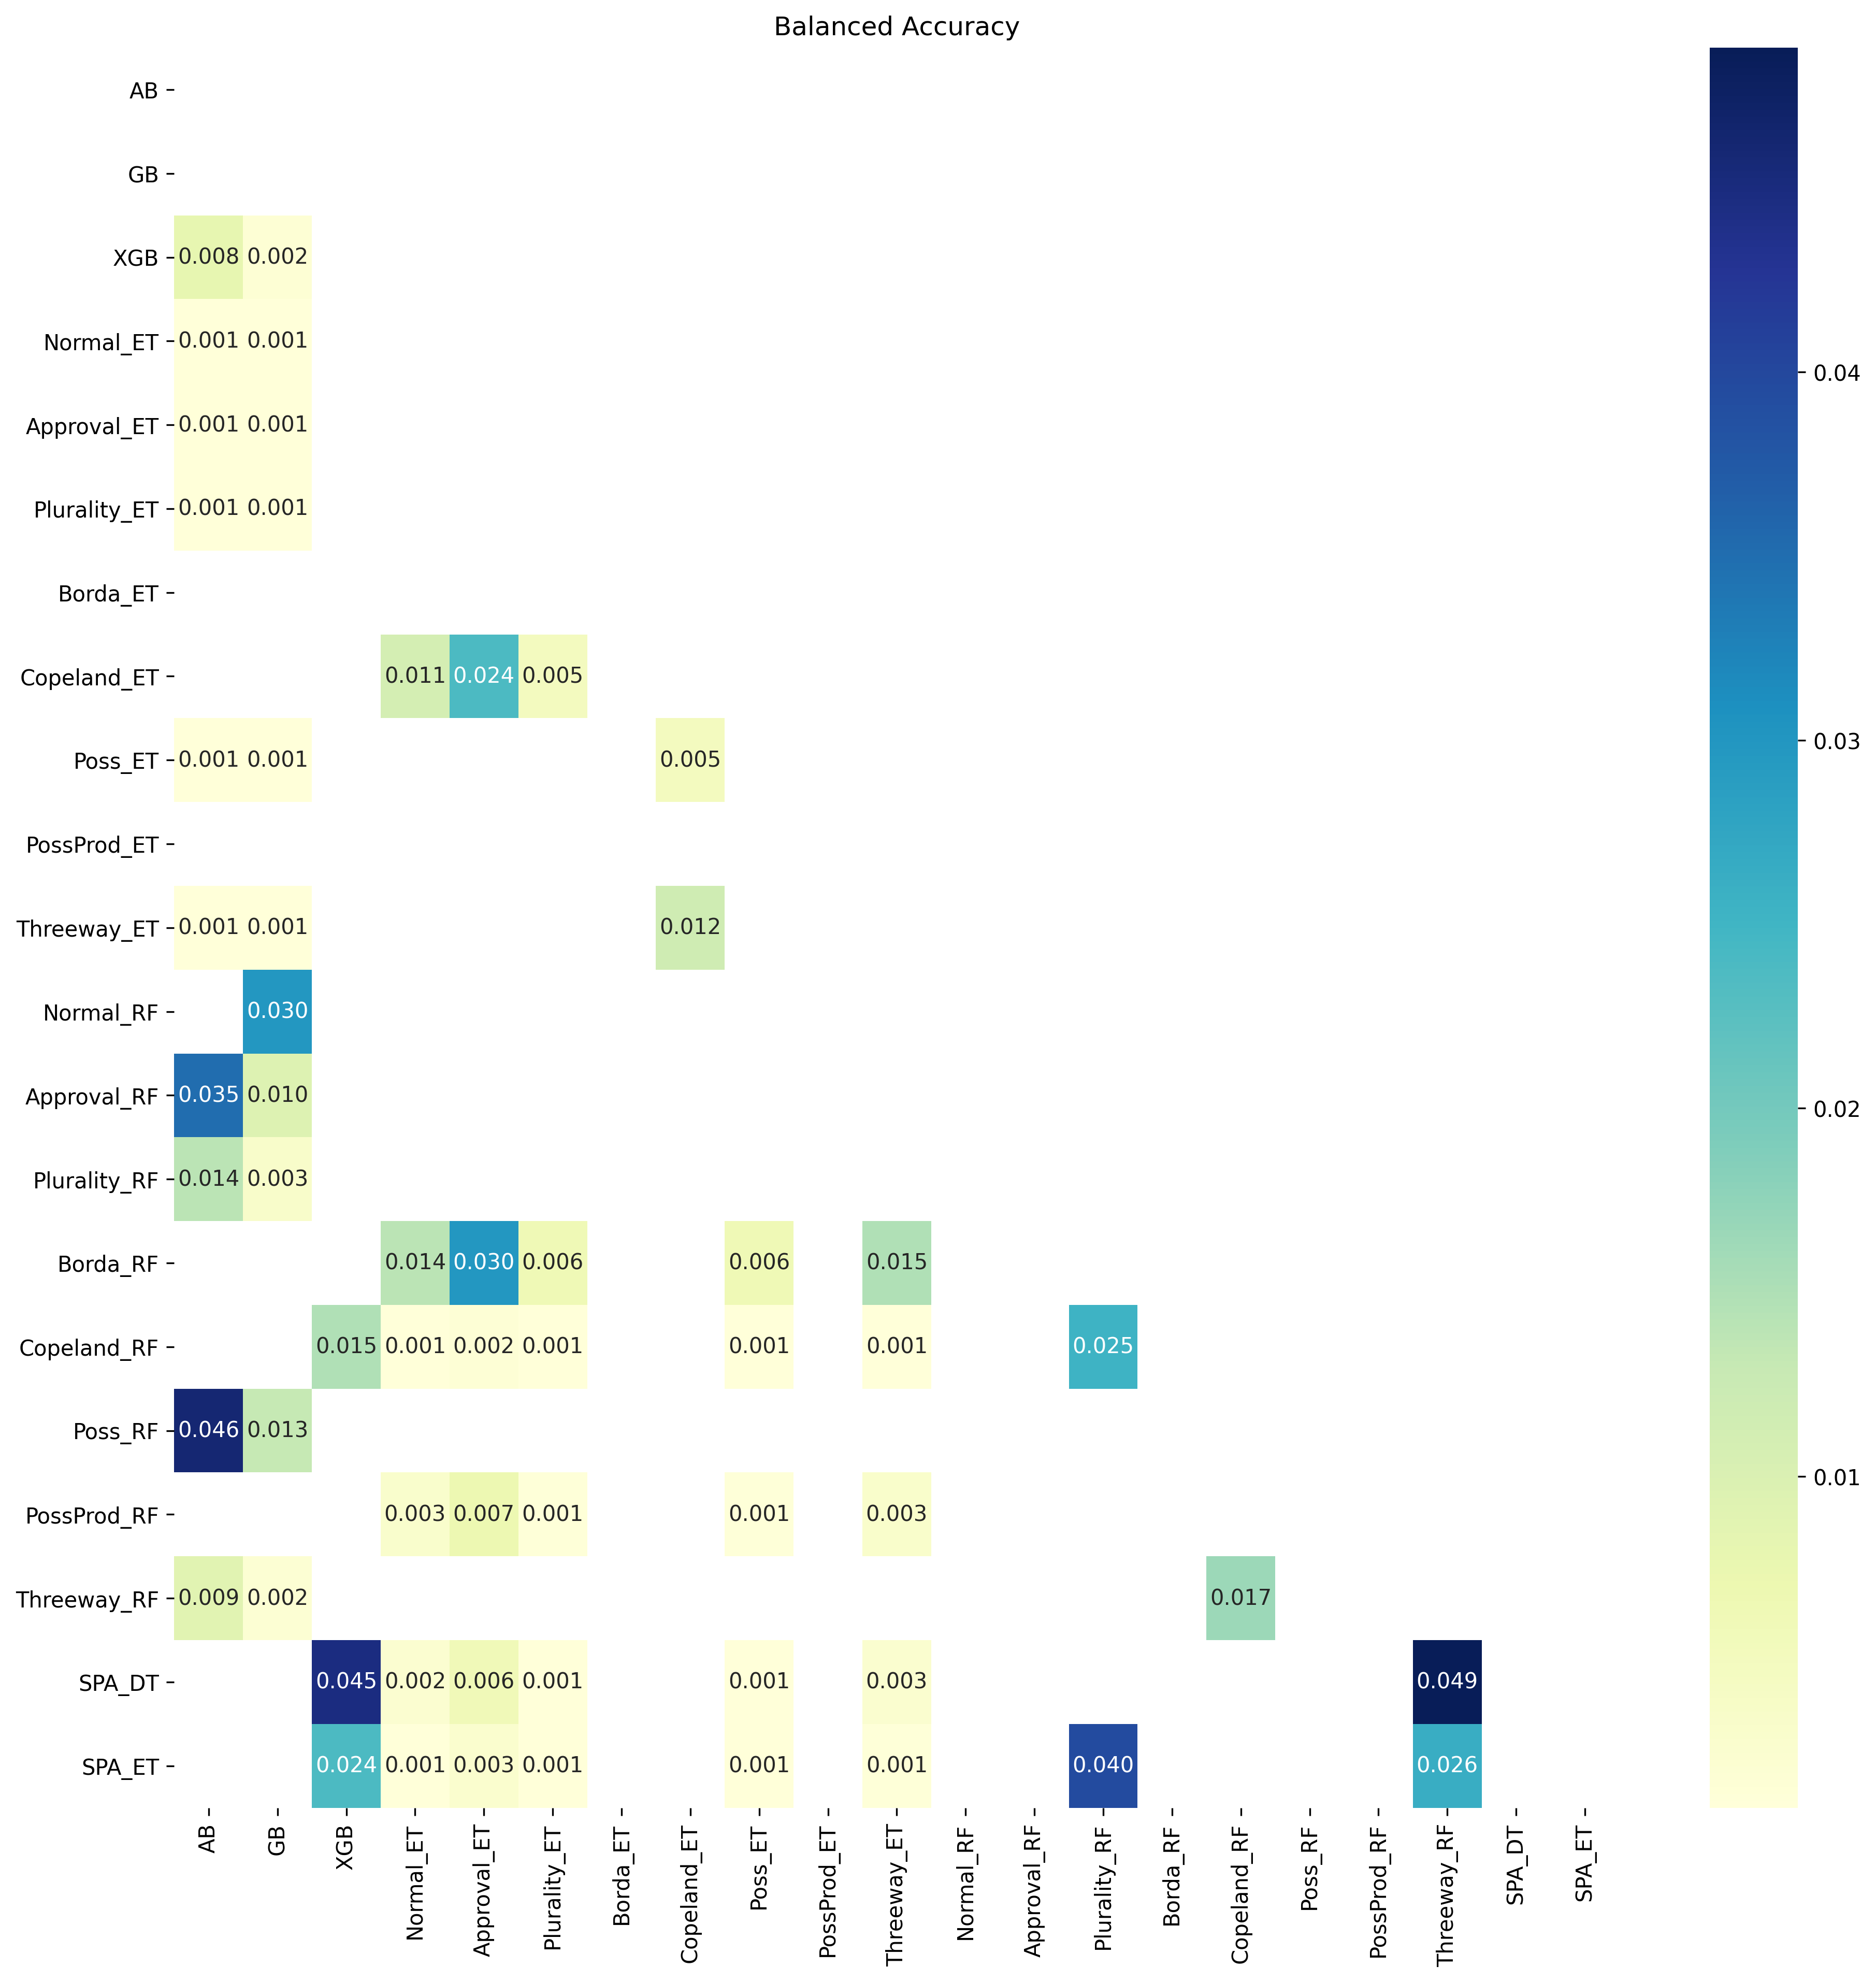 Balanced Accuracy
AB
GB
XGB 0.008 0.002
0.04
Normal_ET 0.001 0.001
Approval_ET 0.001 0.001
Plurality_ET 0.001 0.001
Borda_ET
Copeland_ET 0.011 0.024 0.005
0.03
Poss_ET 0.001 0.001 0.005
PossProd_ET
Threeway_ET 0.001 0.001 0.012
Normal_RF 0.030
Approval_RF 0.035 0.010
0.02
Plurality_RF 0.014 0.003
Borda_RF 0.014 0.030 0.006 0.006 0.015
Copeland_RF 0.015 0.001 0.002 0.001 0.001 0.001 0.025
Poss_RF 0.046 0.013
0.01
PossProd_RF 0.003 0.007 0.001 0.001 0.003
Threeway_RF 0.009 0.002 0.017
SPA_DT 0.045 0.002 0.006 0.001 0.001 0.003 0.049
SPA_ET 0.024 0.001 0.003 0.001 0.001 0.001 0.040 0.026
AB GB XGB Normal_ET Approval_ET Plurality_ET Borda_ET Copeland_ET Poss_ET PossProd_ET Threeway_ET Normal_RF Approval_RF Plurality_RF Borda_RF Copeland_RF Poss_RF PossProd_RF Threeway_RF SPA_DT SPA_ET